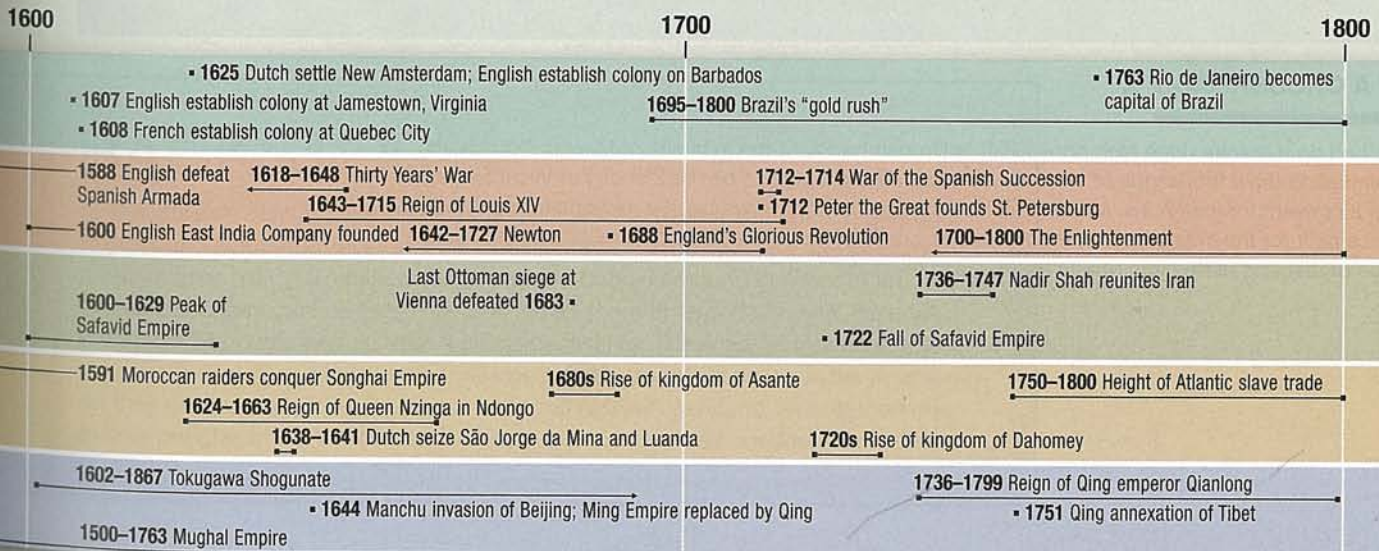 1600
1700
1800
▪ 1625 Dutch settle New Amsterdam; English establish colony on Barbados
▪ 1607 English establish colony at Jamestown, Virginia
▪ 1608 French establish colony at Quebec City
1695–1800 Brazil's "gold rush"
▪ 1763 Rio de Janeiro becomes
capital of Brazil
1588 English defeat
Spanish Armada
1618–1648 Thirty Years' War
1643–1715 Reign of Louis XIV
1712–1714 War of the Spanish Succession
▪ 1712 Peter the Great founds St. Petersburg
1600 English East India Company founded
1642–1727 Newton
▪ 1688 England's Glorious Revolution
1700–1800 The Enlightenment
1600–1629 Peak of
Safavid Empire
Last Ottoman siege at
Vienna defeated 1683 ▪
1736–1747 Nadir Shah reunites Iran
▪ 1722 Fall of Safavid Empire
1591 Moroccan raiders conquer Songhai Empire
1680s Rise of kingdom of Asante
1750–1800 Height of Atlantic slave trade
1624–1663 Reign of Queen Nzinga in Ndongo
1638–1641 Dutch seize São Jorge da Mina and Luanda
1720s Rise of kingdom of Dahomey
1602–1867 Tokugawa Shogunate
1736–1799 Reign of Qing emperor Qianlong
▪ 1644 Manchu invasion of Beijing; Ming Empire replaced by Qing
▪ 1751 Qing annexation of Tibet
1500–1763 Mughal Empire